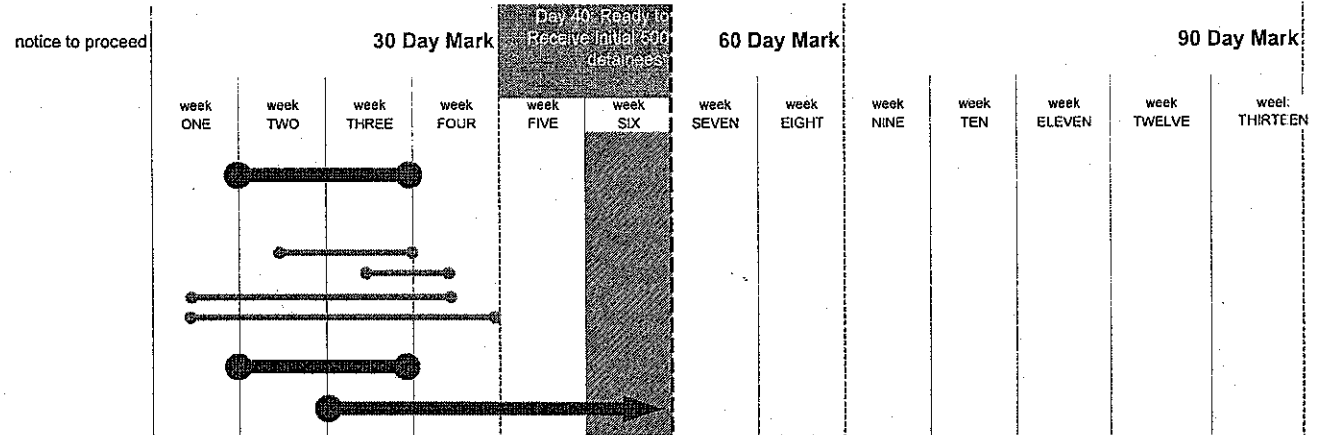 notice to proceed
30 Day Mark
Day 40: Ready to
Receive Initial 500
detainees
60 Day Mark
90 Day Mark
week
ONE
week
TWO
week
THREE
week
FOUR
week
FIVE
week
SIX
week
SEVEN
week
EIGHT
week
NINE
week
TEN
week
ELEVEN
week
TWELVE
week
THIRTEEN